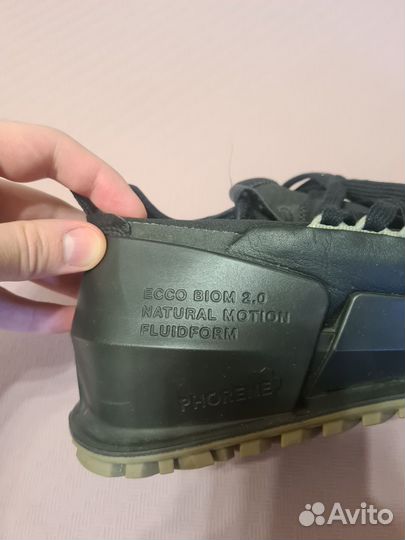 ECCO BIOM 2.0
NATURAL MOTION
FLUIDFORM
PHORENE
Avito